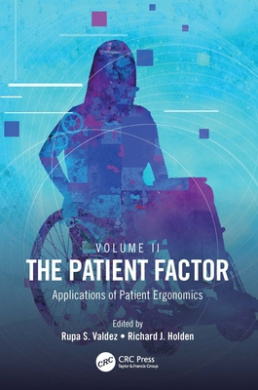 VOLUME II
THE PATIENT FACTOR
Applications of Patient Ergonomics
Edited by
Rupa S. Valdez • Richard J. Holden
CRC
CRC Press
Taylor & Francis Group